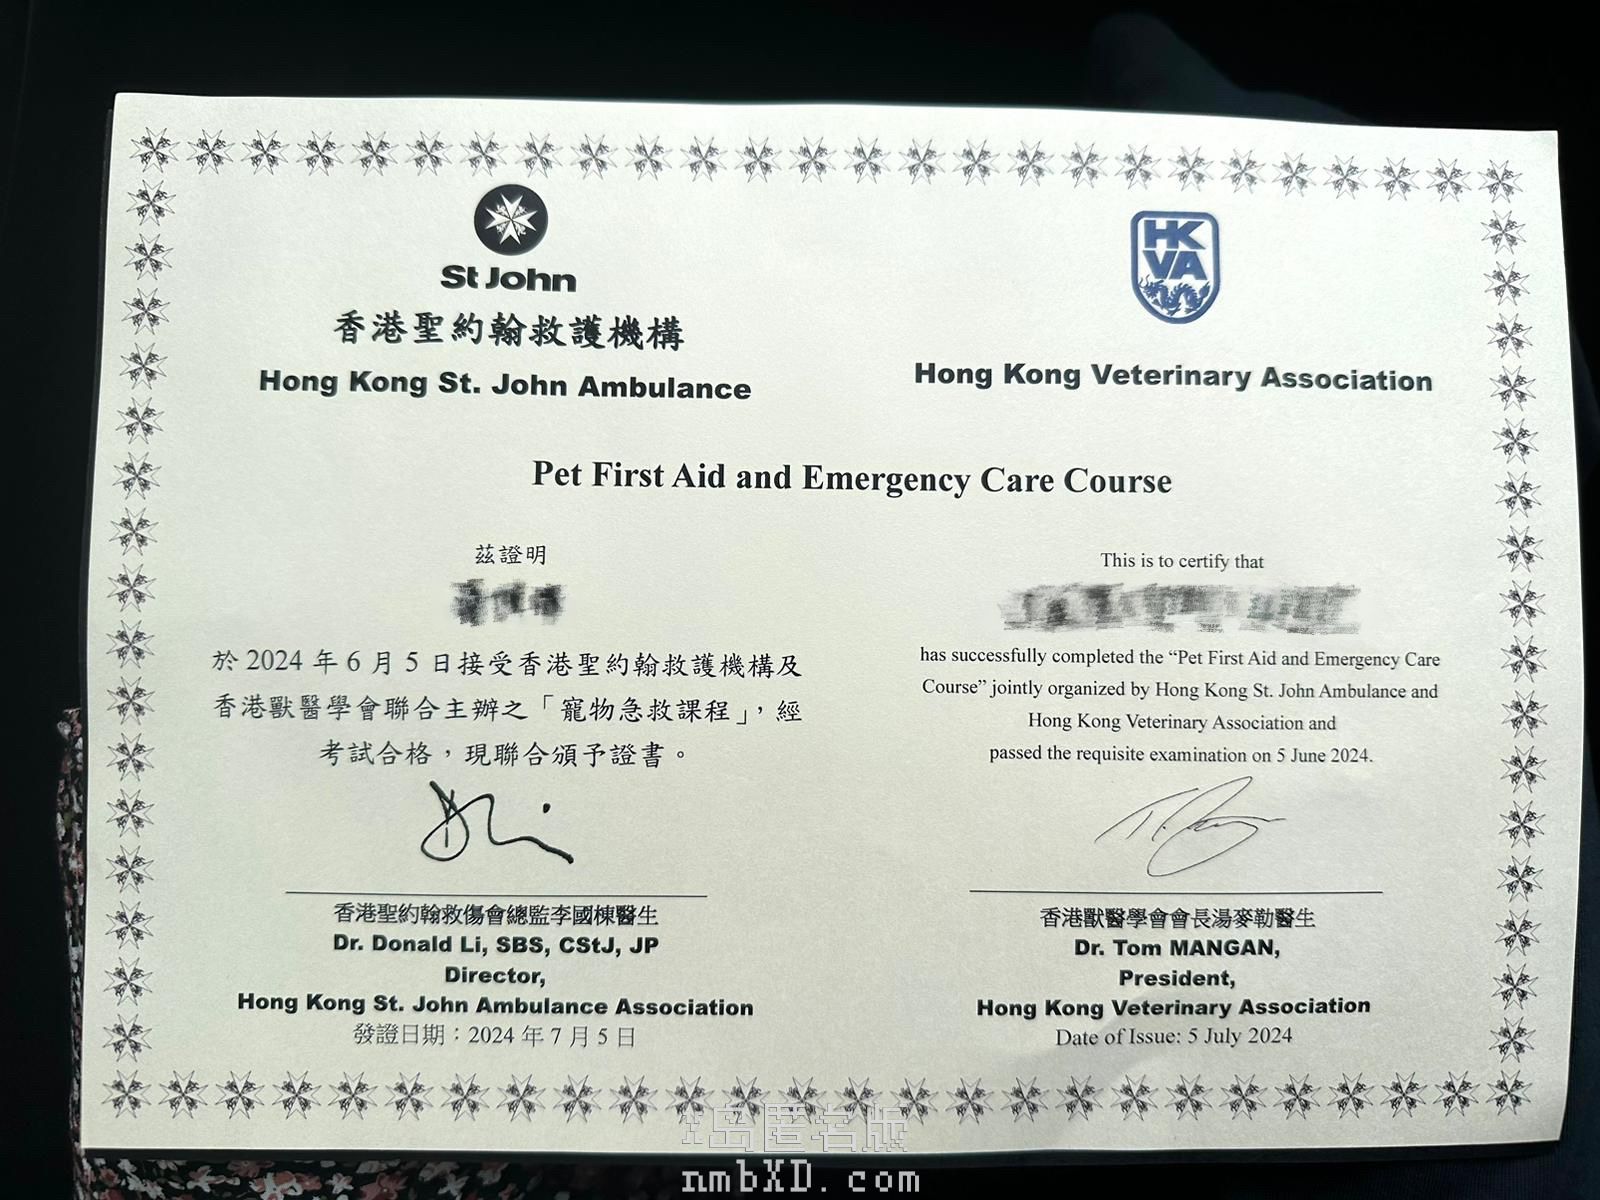 St John
香港聖約翰救護機構
Hong Kong St. John Ambulance
HK
VA
Hong Kong Veterinary Association
Pet First Aid and Emergency Care Course
茲證明
於 2024 年 6 月 5 日接受香港聖約翰救護機構及
香港獸醫學會聯合主辦之「寵物急救課程」，經
考試合格，現聯合頒予證書。
香港聖約翰救傷會總監李國棟醫生
Dr. Donald Li, SBS, CStJ, JP
Director,
Hong Kong St. John Ambulance Association
發證日期：2024 年 7 月 5 日
This is to certify that
has successfully completed the “Pet First Aid and Emergency Care
Course” jointly organized by Hong Kong St. John Ambulance and
Hong Kong Veterinary Association and
passed the requisite examination on 5 June 2024.
香港獸醫學會會長湯麥勒醫生
Dr. Tom MANGAN,
President,
Hong Kong Veterinary Association
Date of Issue: 5 July 2024
X岛匿名版
nmbXD.com